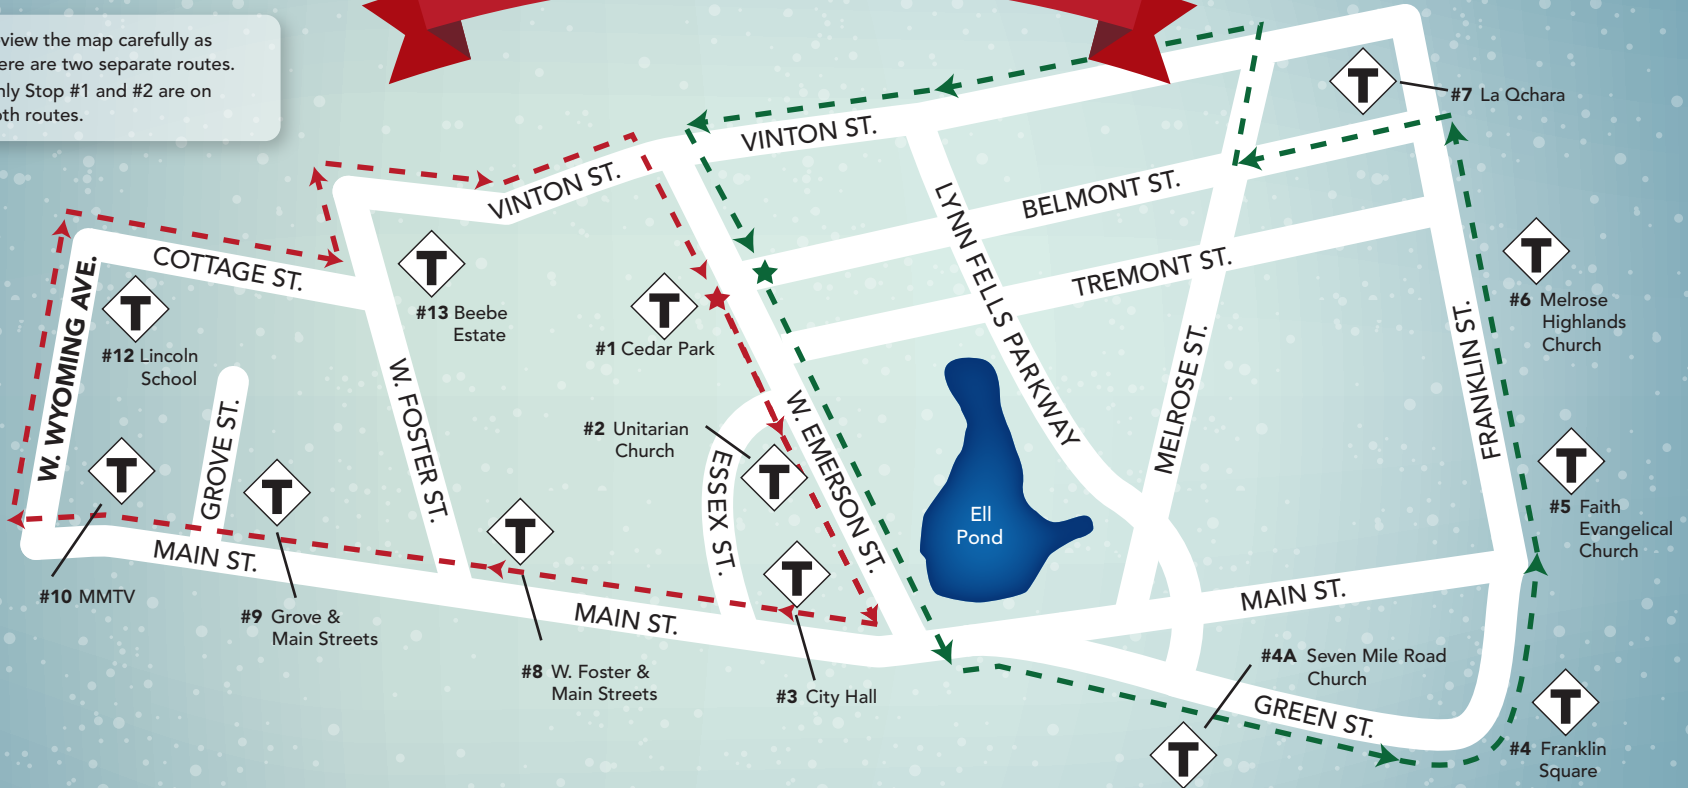 view the map carefully as
ere are two separate routes.
nly Stop #1 and #2 are on
oth routes.
VINTON ST.
VINTON ST.
BELMONT ST.
TREMONT ST.
LYNN FELLS PARKWAY
MELROSE ST.
FRANKLIN ST.
T
#7 La Qchara
T
#6 Melrose
Highlands
Church
T
#5 Faith
Evangelical
Church
T
#4 Franklin
Square
COTTAGE ST.
W. WYOMING AVE.
T
#12 Lincoln
School
T
#13 Beebe
Estate
T
#1 Cedar Park
W. FOSTER ST.
GROVE ST.
T
#2 Unitarian
Church
ESSEX ST.
W. EMERSON ST.
Ell
Pond
T
#10 MMTV
T
#9 Grove &
Main Streets
T
#8 W. Foster &
Main Streets
T
#3 City Hall
MAIN ST.
MAIN ST.
MAIN ST.
#4A Seven Mile Road
Church
T
GREEN ST.